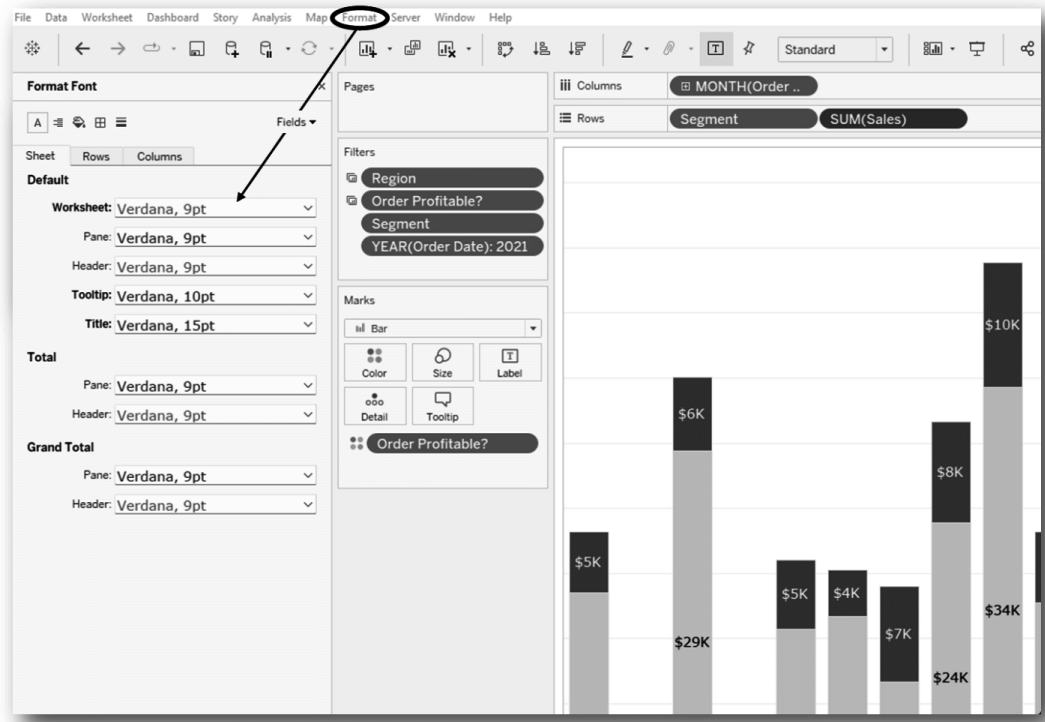 File Data Worksheet Dashboard Story Analysis Map Format Server Window Help
T Standard
Format Font
×
A
Fields
Sheet Rows Columns
Default
Worksheet: Verdana, 9pt
Pane: Verdana, 9pt
Header: Verdana, 9pt
Tooltip: Verdana, 10pt
Title: Verdana, 15pt
Total
Pane: Verdana, 9pt
Header: Verdana, 9pt
Grand Total
Pane: Verdana, 9pt
Header: Verdana, 9pt
Pages
Filters
Region
Order Profitable?
Segment
YEAR(Order Date): 2021
Marks
Bar
Color Size Label
T
Detail Tooltip
Order Profitable?
Columns MONTH(Order ..
Rows Segment SUM(Sales)
$10K
$6K
$8K
$5K
$5K
$4K
$34K
$7K
$29K
$24K